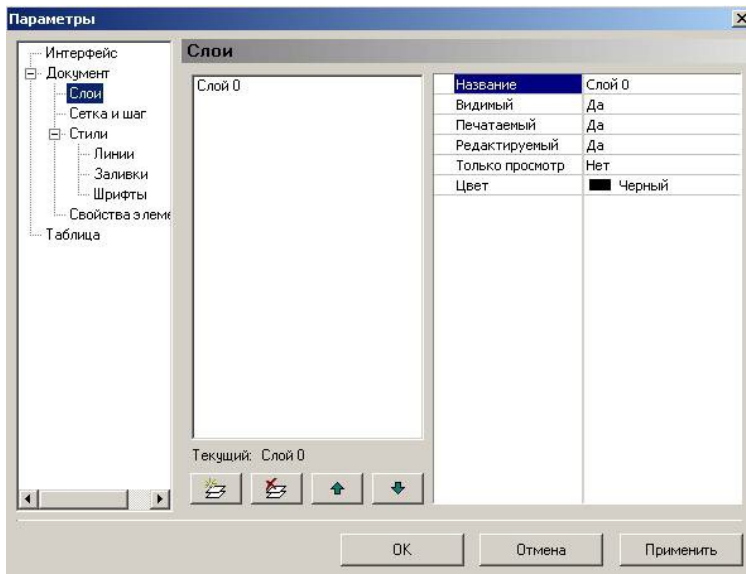 Параметры
Интерфейс
Документ
Слои
Сетка и шаг
Стили
Линии
Заливки
Шрифты
Свойства элеме
Таблица
Слои
Слой 0
Текущий: Слой 0
Название Слой 0
Видимый Да
Печатаемый Да
Редактируемый Да
Только просмотр Нет
Цвет Черный
OK
Отмена
Применить